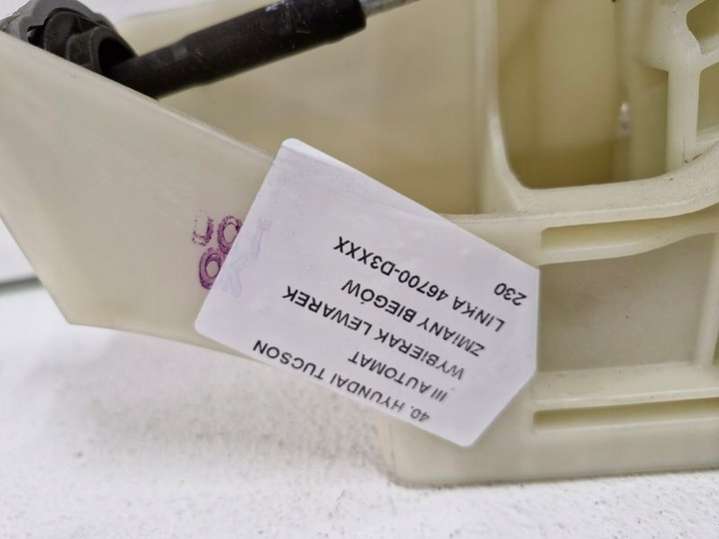 40. HYUNDAI TUCSON
III AUTOMAT
WYBIERAK LEWAREK
ZMIANY BIEGÓW
LINKA 46700-D3XXX
230